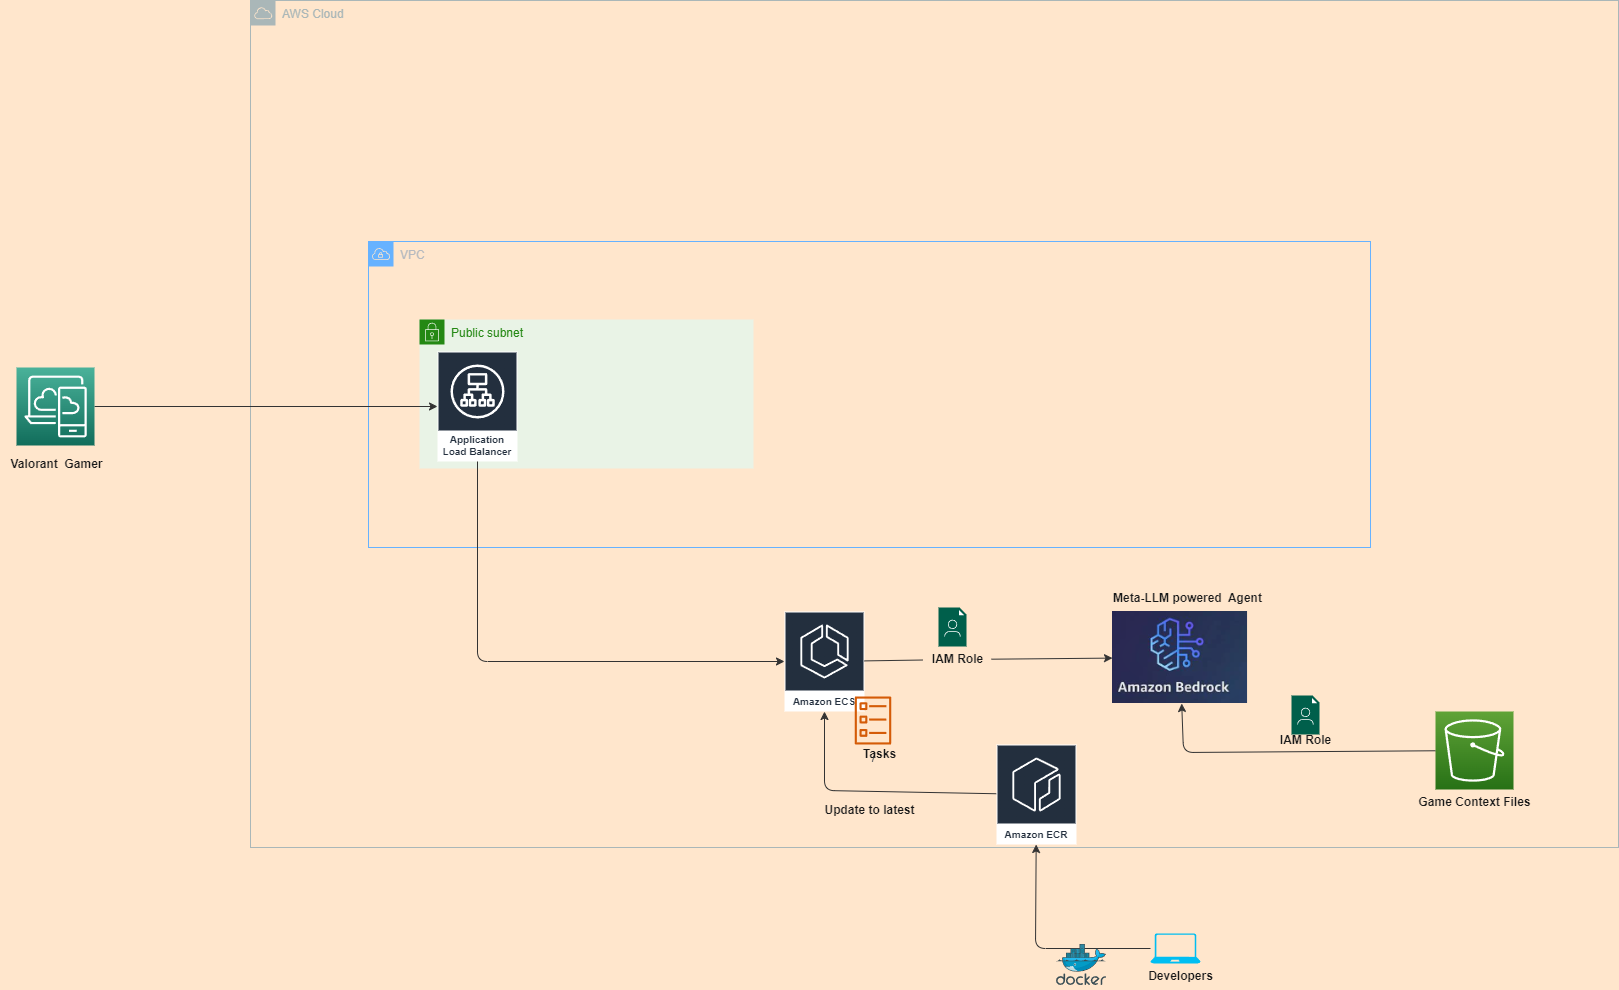 AWS Cloud
VPC
Public subnet
Application
Load Balancer
Valorant  Gamer
Meta-LLM powered  Agent
IAM Role
Amazon Bedrock
Amazon ECS
Tasks
IAM Role
Game Context Files
Update to latest
Amazon ECR
docker
Developers